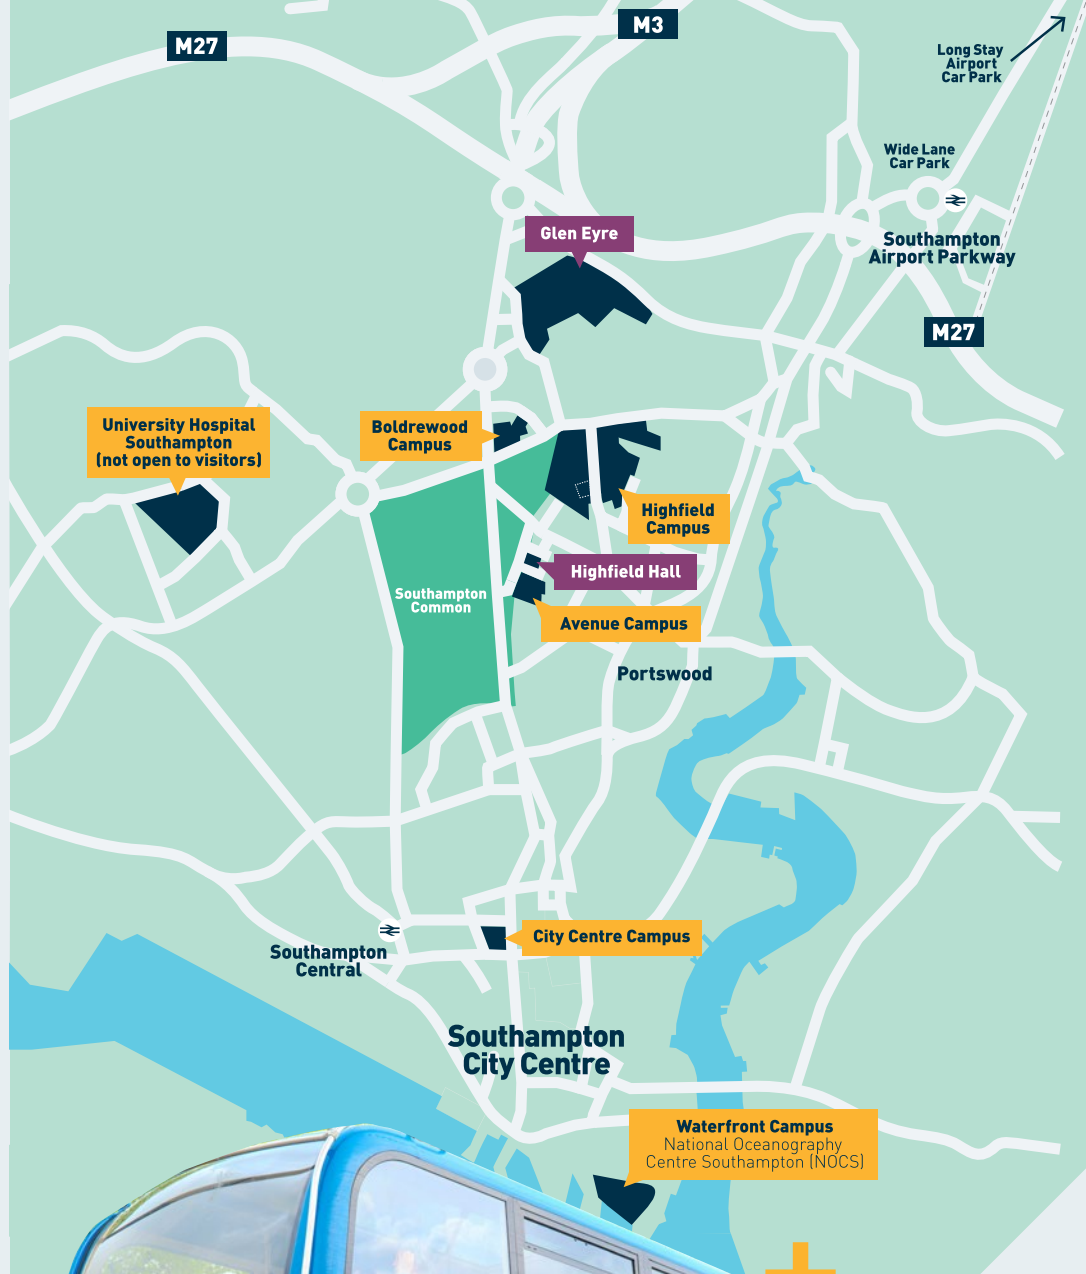 M3
M27
Long Stay
Airport
Car Park
Wide Lane
Car Park
Glen Eyre
Southampton
Airport Parkway
M27
University Hospital
Southampton
(not open to visitors)
Boldrewood
Campus
Highfield
Campus
Highfield Hall
Southampton
Common
Avenue Campus
Portswood
City Centre Campus
Southampton
Central
Southampton
City Centre
Waterfront Campus
National Oceanography
Centre Southampton (NOCS)